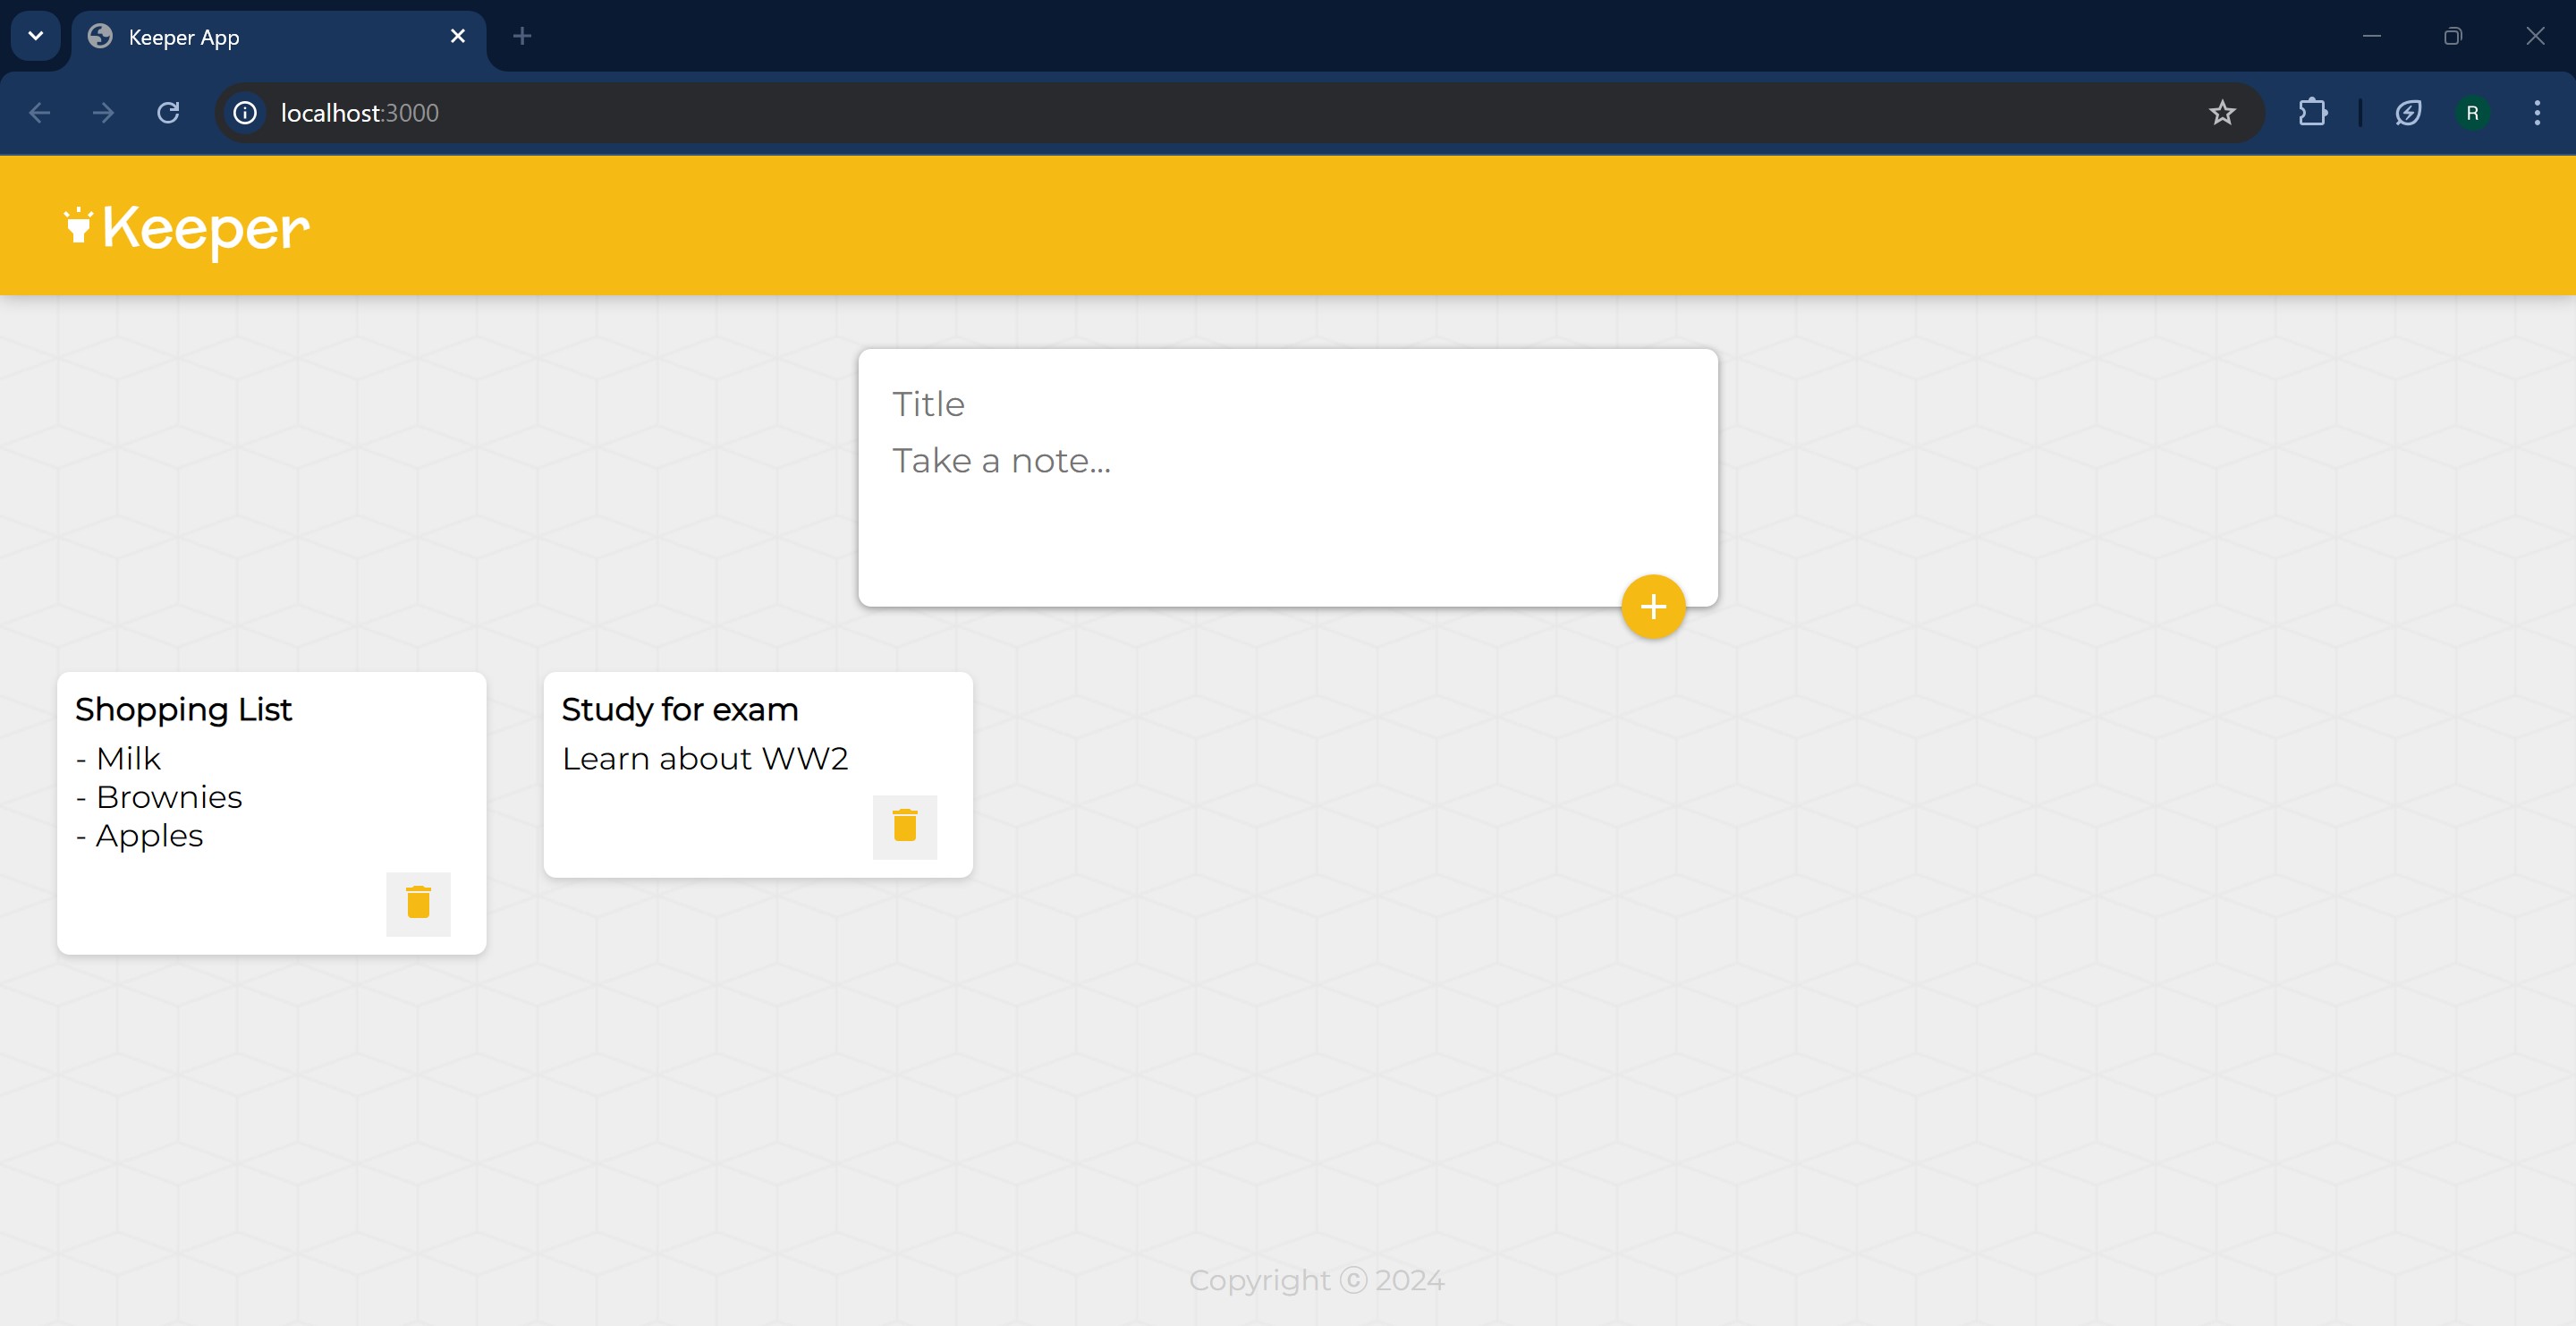 Keeper App
localhost:3000
R
Keeper
Title
Take a note...
Shopping List
- Milk
- Brownies
- Apples
Study for exam
Learn about WW2
Copyright ⓒ 2024